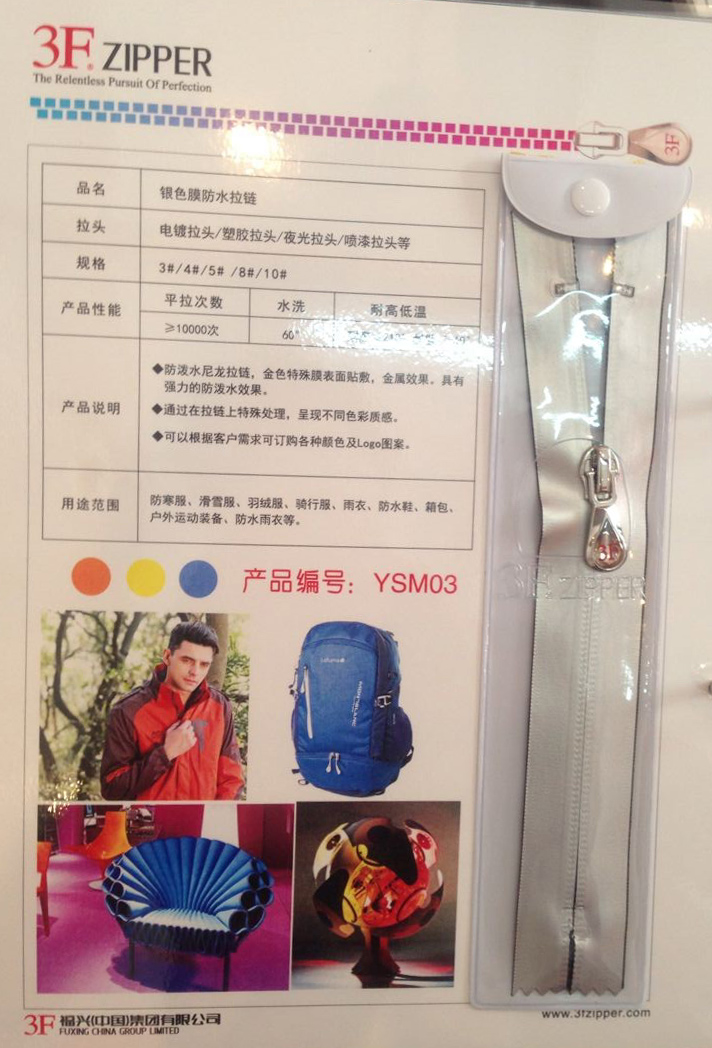 3F® ZIPPER
The Relentless Pursuit Of Perfection
3F
品名 银色膜防水拉链
拉头 电镀拉头/塑胶拉头/夜光拉头/喷漆拉头等
规格 3#/4#/5# /8#/10#
产品性能 平拉次数 水洗 耐高低温
≥10000次 60°
产品说明
◆防泼水尼龙拉链，金色特殊膜表面贴敷，金属效果。具有
强力的防泼水效果。
◆通过在拉链上特殊处理，呈现不同色彩质感。
◆可以根据客户需求可订购各种颜色及Logo图案。
用途范围 防寒服、滑雪服、羽绒服、骑行服、雨衣、防水鞋、箱包、
户外运动装备、防水雨衣等。
产品编号：YSM03
3F
3F ZIPPER
3F 福兴(中国)集团有限公司
FUXING CHINA GROUP LIMITED
www.3fzipper.com